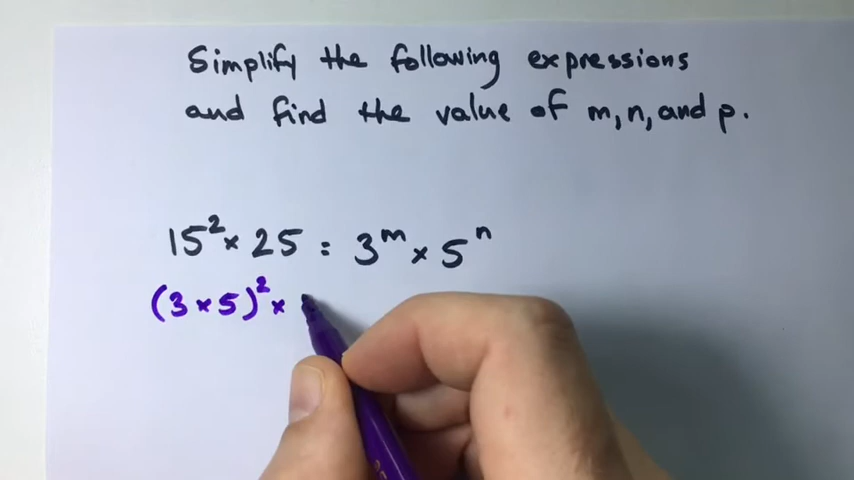 Simplify the following expressions
and find the value of m, n, and p.
15² × 25 = 3ᵐ × 5ⁿ
(3 × 5)² ×